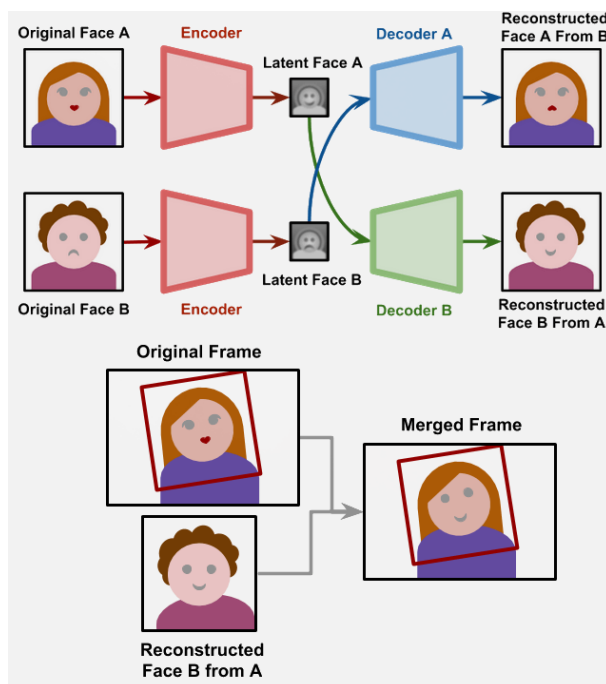 Original Face A
Encoder
Latent Face A
Decoder A
Reconstructed
Face A From B
Original Face B
Encoder
Latent Face B
Decoder B
Reconstructed
Face B From A
Original Frame
Merged Frame
Reconstructed
Face B from A